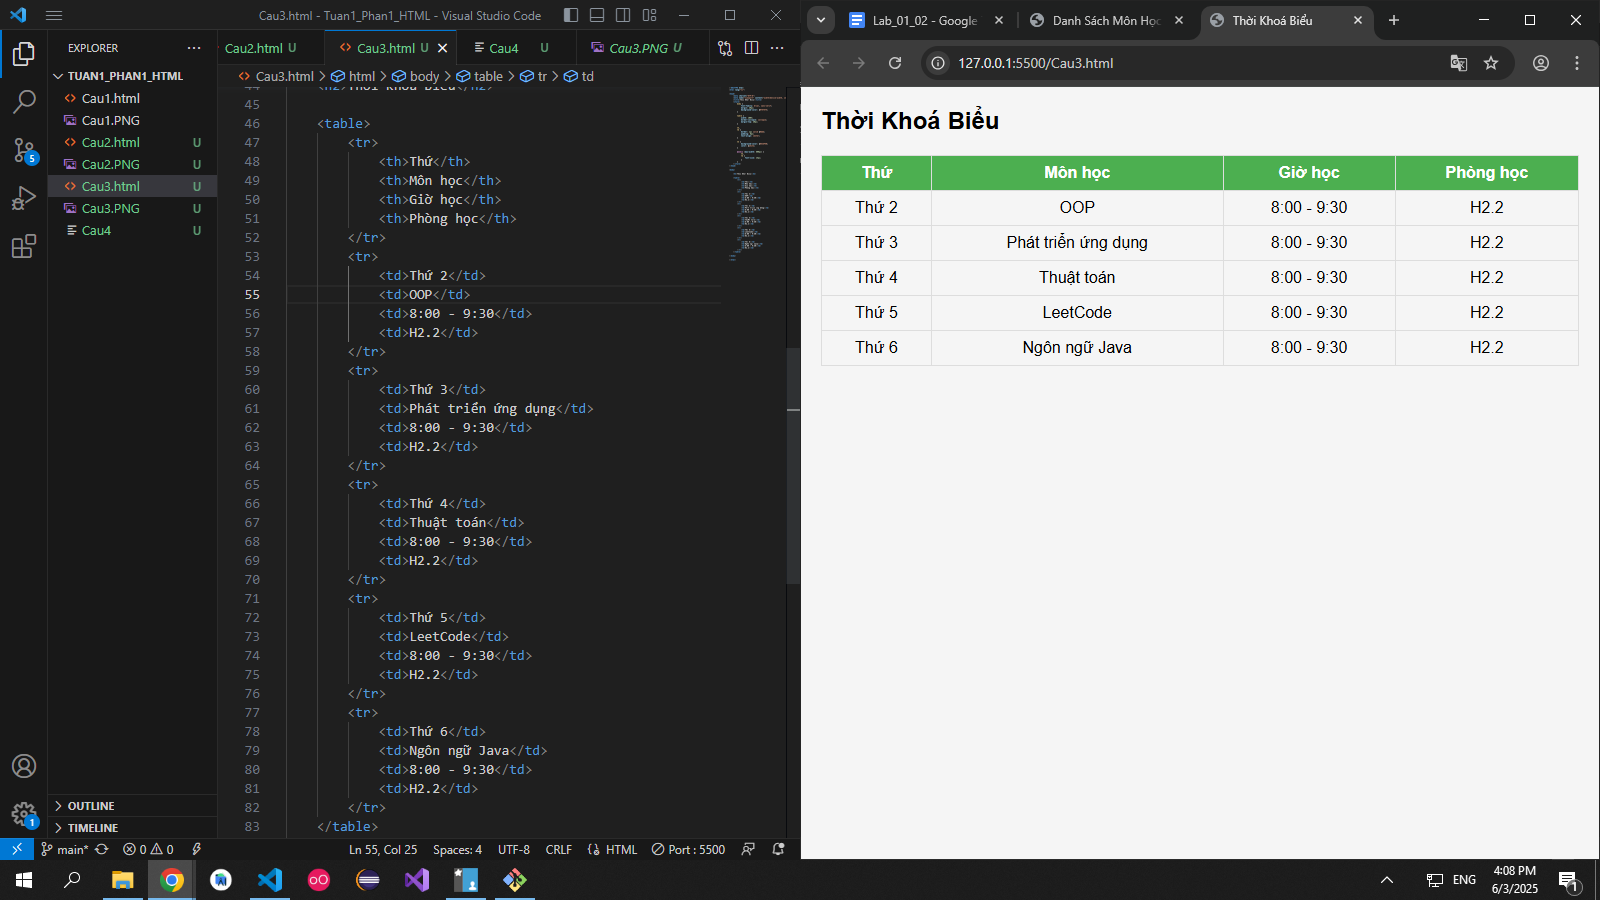 Cau3.html - Tuan1_Phan1_HTML - Visual Studio Code
EXPLORER
TUAN1_PHAN1_HTML
Cau1.html
Cau1.PNG
Cau2.html U
Cau2.PNG U
Cau3.html U
Cau3.PNG U
Cau4 U
OUTLINE
TIMELINE
Cau2.html U
Cau3.html U
Cau4 U
Cau3.PNG U
Cau3.html > html > body > table > tr > td
44 <h2>Thời Khoá Biểu</h2>
45
46 <table>
47 <tr>
48 <th>Thứ</th>
49 <th>Môn học</th>
50 <th>Giờ học</th>
51 <th>Phòng học</th>
52 </tr>
53 <tr>
54 <td>Thứ 2</td>
55 <td>OOP</td>
56 <td>8:00 - 9:30</td>
57 <td>H2.2</td>
58 </tr>
59 <tr>
60 <td>Thứ 3</td>
61 <td>Phát triển ứng dụng</td>
62 <td>8:00 - 9:30</td>
63 <td>H2.2</td>
64 </tr>
65 <tr>
66 <td>Thứ 4</td>
67 <td>Thuật toán</td>
68 <td>8:00 - 9:30</td>
69 <td>H2.2</td>
70 </tr>
71 <tr>
72 <td>Thứ 5</td>
73 <td>LeetCode</td>
74 <td>8:00 - 9:30</td>
75 <td>H2.2</td>
76 </tr>
77 <tr>
78 <td>Thứ 6</td>
79 <td>Ngôn ngữ Java</td>
80 <td>8:00 - 9:30</td>
81 <td>H2.2</td>
82 </tr>
83 </table>
5
1
main* 0 0 Ln 55, Col 25 Spaces: 4 UTF-8 CRLF HTML Port : 5500
Lab_01_02 - Google
Danh Sách Môn Học
Thời Khoá Biểu
127.0.0.1:5500/Cau3.html
Thời Khoá Biểu
Thứ Môn học Giờ học Phòng học
Thứ 2 OOP 8:00 - 9:30 H2.2
Thứ 3 Phát triển ứng dụng 8:00 - 9:30 H2.2
Thứ 4 Thuật toán 8:00 - 9:30 H2.2
Thứ 5 LeetCode 8:00 - 9:30 H2.2
Thứ 6 Ngôn ngữ Java 8:00 - 9:30 H2.2
ENG
4:08 PM
6/3/2025
1